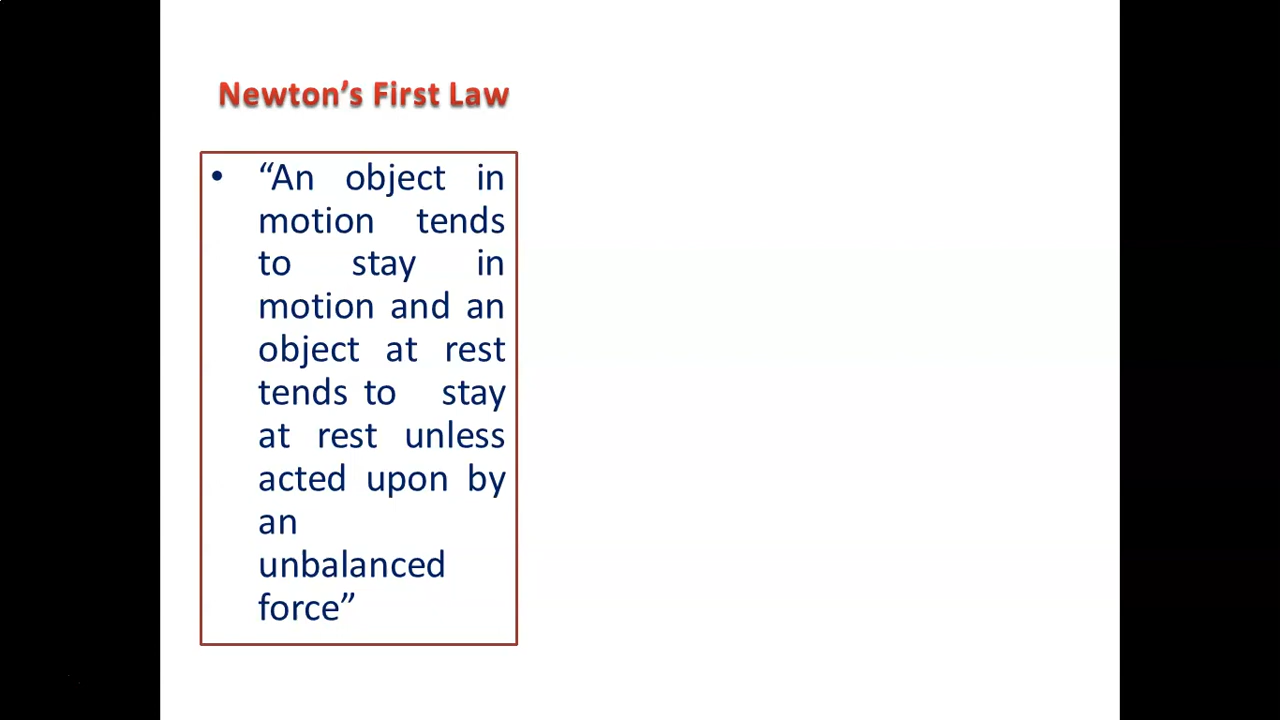 Newton’s First Law
• “An object in
motion tends
to stay in
motion and an
object at rest
tends to stay
at rest unless
acted upon by
an
unbalanced
force”